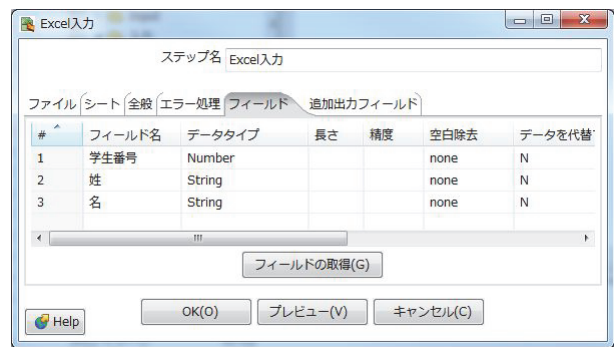 Excel入力
ステップ名 Excel入力
ファイル シート 全般 エラー処理 フィールド 追加出力フィールド
# フィールド名 データタイプ 長さ 精度 空白除去 データを代替
1 学生番号 Number none N
2 姓 String none N
3 名 String none N
フィールドの取得(G)
Help OK(O) プレビュー(V) キャンセル(C)